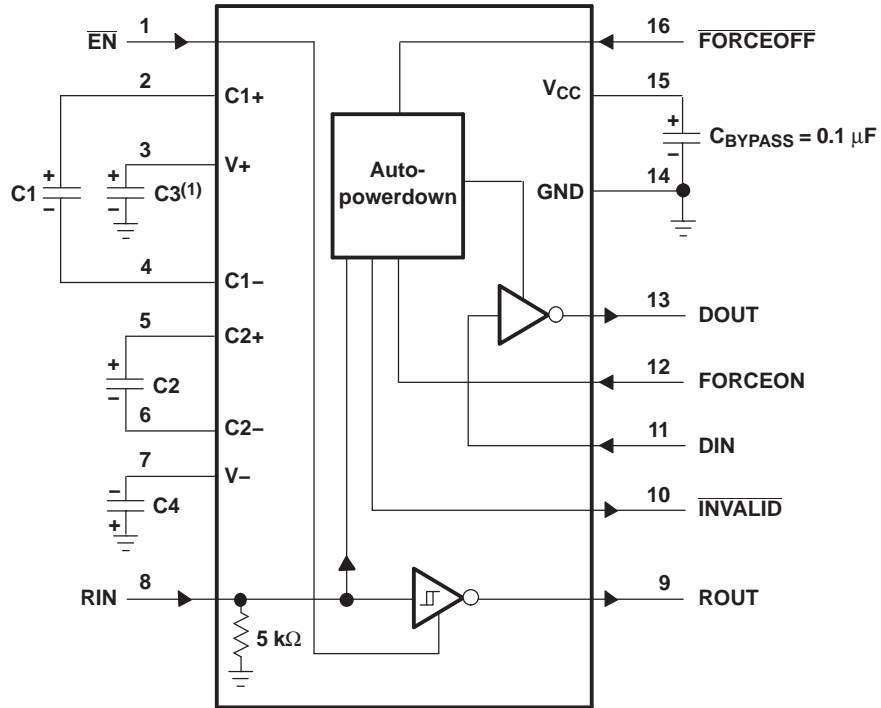 EN 1
16 FORCEOFF
2 C1+
VCC 15
+
CBYPASS = 0.1 μF
−
3 V+
Auto-
powerdown
C1 + −
+ − C3(1)
GND 14
4 C1−
5 C2+
13 DOUT
+ − C2
12 FORCEON
6 C2−
11 DIN
7 V−
− + C4
10 INVALID
RIN 8
9 ROUT
5 kΩ